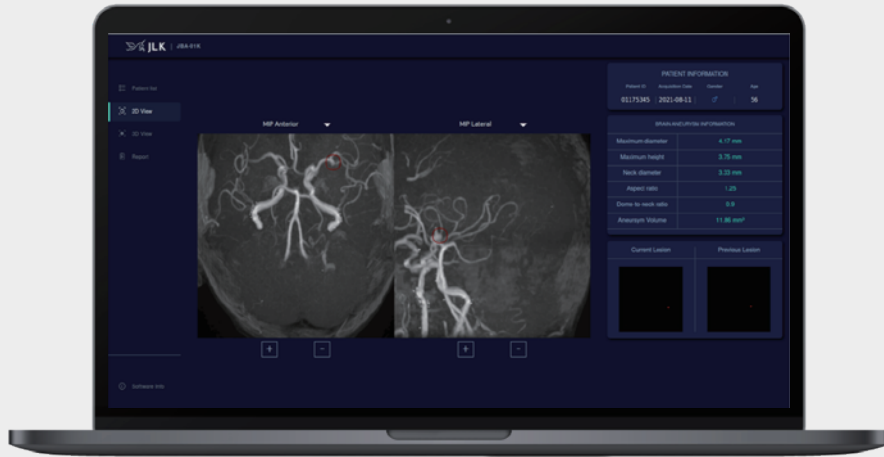 JLK | JBA-01K
Patient list
2D View
3D View
Report
Software Info
MIP Anterior
MIP Lateral
+ - + -
PATIENT INFORMATION
Patient ID Acquisition Date Gender Age
01175345 2021-08-11 ♂ 56
BRAIN ANEURYSM INFORMATION
Maximum diameter 4.17 mm
Maximum height 3.75 mm
Neck diameter 3.33 mm
Aspect ratio 1.25
Dome to neck ratio 0.9
Aneurysm Volume 11.86 mm³
Current Lesion Previous Lesion